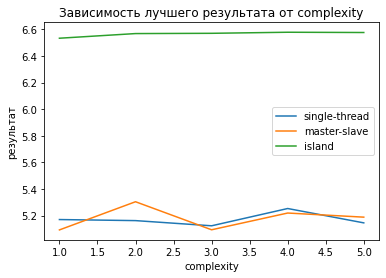 Зависимость лучшего результата от complexity
результат
6.6
6.4
6.2
6.0
5.8
5.6
5.4
5.2
single-thread
master-slave
island
1.0 1.5 2.0 2.5 3.0 3.5 4.0 4.5 5.0
complexity